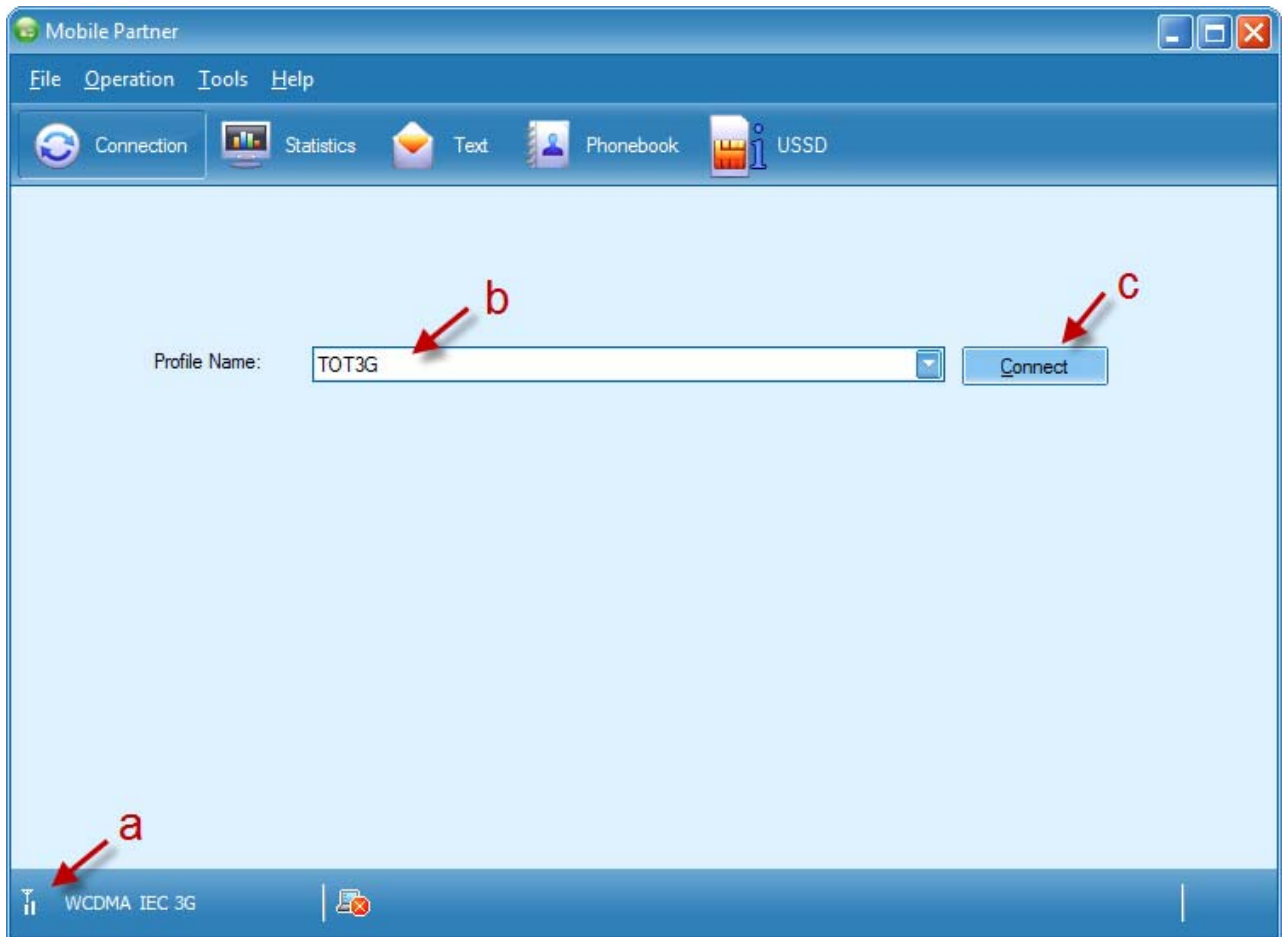 Mobile Partner
File Operation Tools Help
Connection Statistics Text Phonebook USSD
b
c
Profile Name: TOT3G Connect
a
WCDMA IEC 3G